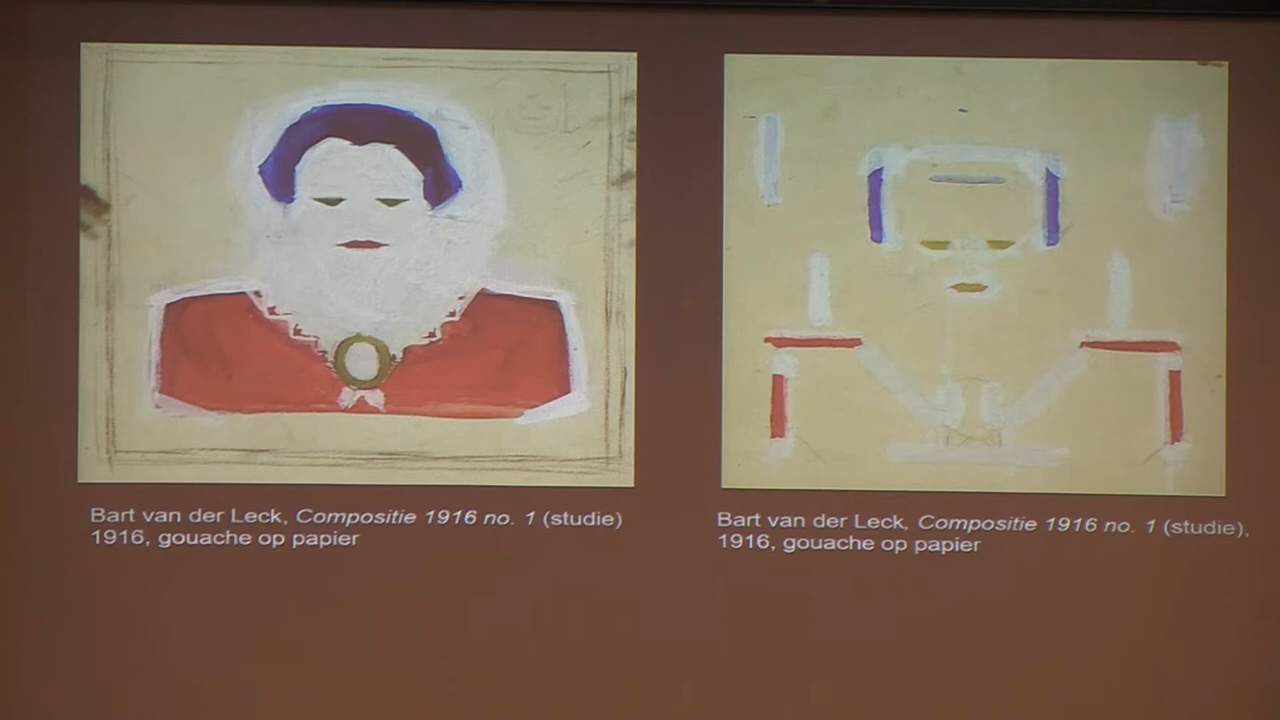 Bart van der Leck, Compositie 1916 no. 1 (studie)
1916, gouache op papier
Bart van der Leck, Compositie 1916 no. 1 (studie),
1916, gouache op papier